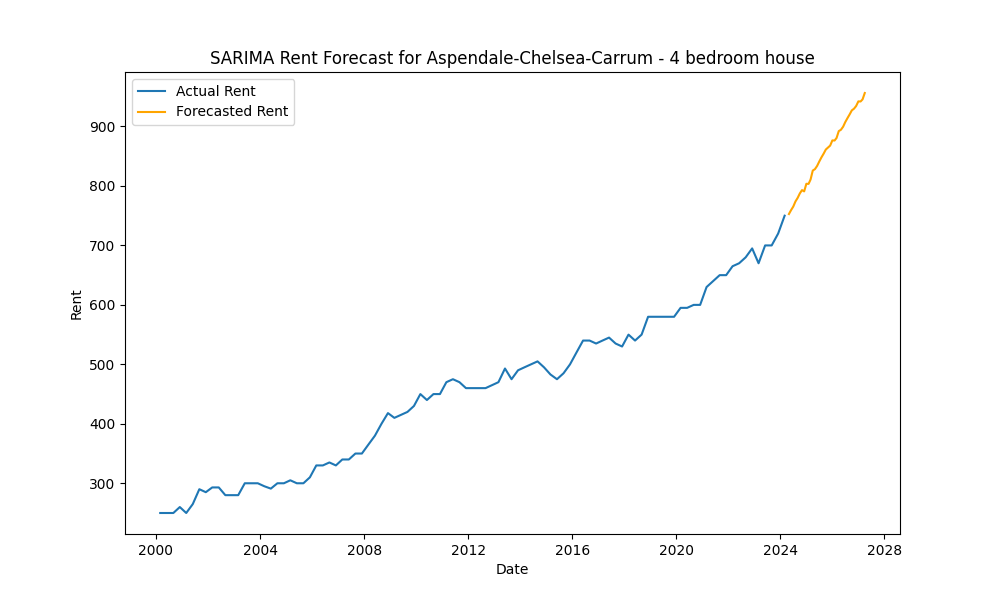 SARIMA Rent Forecast for Aspendale-Chelsea-Carrum - 4 bedroom house
Actual Rent
Forecasted Rent
900
800
700
600
500
400
300
Rent
2000 2004 2008 2012 2016 2020 2024 2028
Date